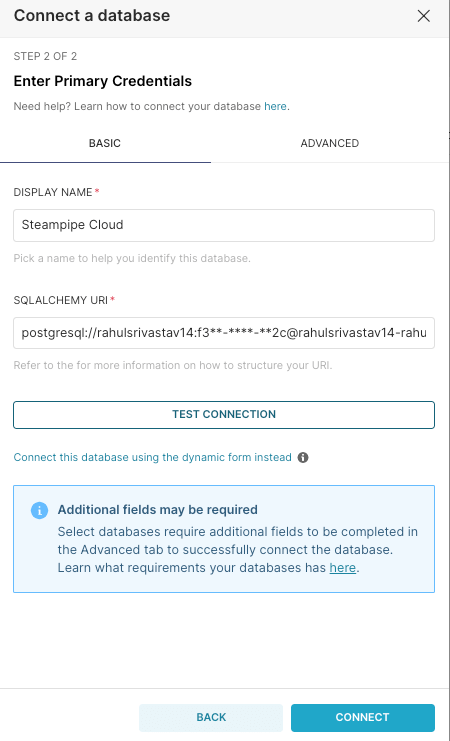 Connect a database
STEP 2 OF 2
Enter Primary Credentials
Need help? Learn how to connect your database here.
BASIC
ADVANCED
DISPLAY NAME*
Steampipe Cloud
Pick a name to help you identify this database.
SQLALCHEMY URI*
postgresql://rahulsrivastav14:f3**-****-**2c@rahulsrivastav14-rahu
Refer to the for more information on how to structure your URI.
TEST CONNECTION
Connect this database using the dynamic form instead
Additional fields may be required
Select databases require additional fields to be completed in
the Advanced tab to successfully connect the database.
Learn what requirements your databases has here.
BACK
CONNECT